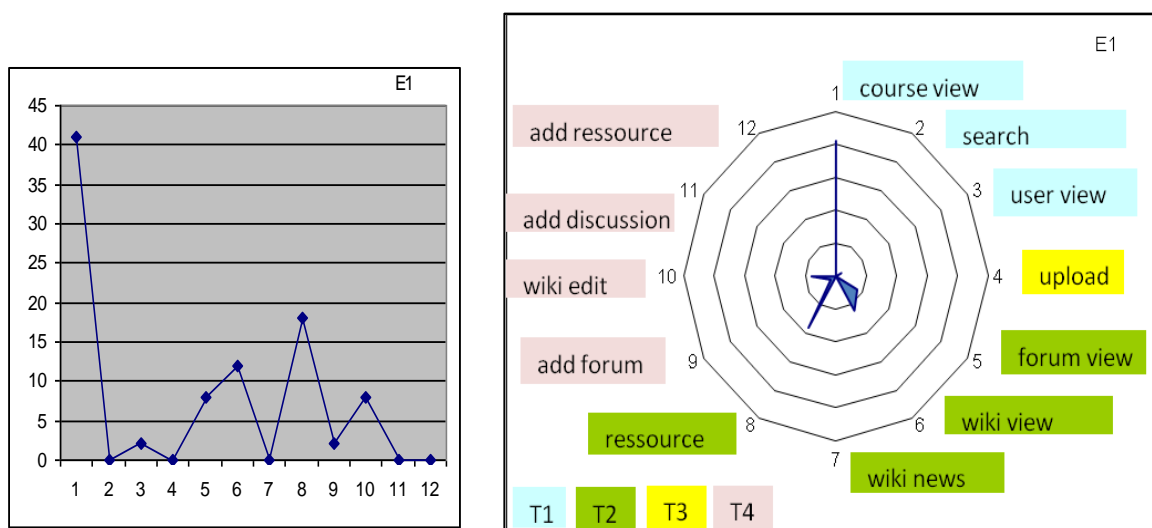 E1
45
40
35
30
25
20
15
10
5
0
1 2 3 4 5 6 7 8 9 10 11 12
E1
1 course view
2 search
3 user view
4 upload
5 forum view
6 wiki view
7 wiki news
8 ressource
9 add forum
10 wiki edit
11 add discussion
12 add ressource
T1 T2 T3 T4